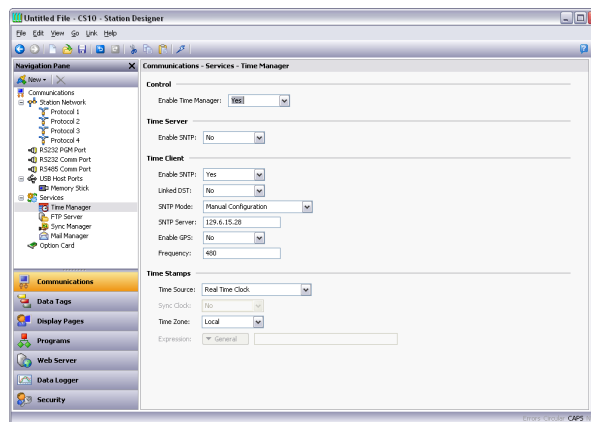 Untitled File - CS10 - Station Designer
File Edit View Go Link Help
Navigation Pane
New
Communications
Station Network
Protocol 1
Protocol 2
Protocol 3
Protocol 4
RS232 PGM Port
RS232 Comm Port
RS485 Comm Port
USB Host Ports
Memory Stick
Services
Time Manager
FTP Server
Sync Manager
Mail Manager
Option Card
Communications
Data Tags
Display Pages
Programs
Web Server
Data Logger
Security
Communications - Services - Time Manager
Control
Enable Time Manager: Yes
Time Server
Enable SNTP: No
Time Client
Enable SNTP: Yes
Linked DST: No
SNTP Mode: Manual Configuration
SNTP Server: 129.6.15.28
Enable GPS: No
Frequency: 480
Time Stamps
Time Source: Real Time Clock
Sync Clock: No
Time Zone: Local
Expression: General
Errors Circular CAPS